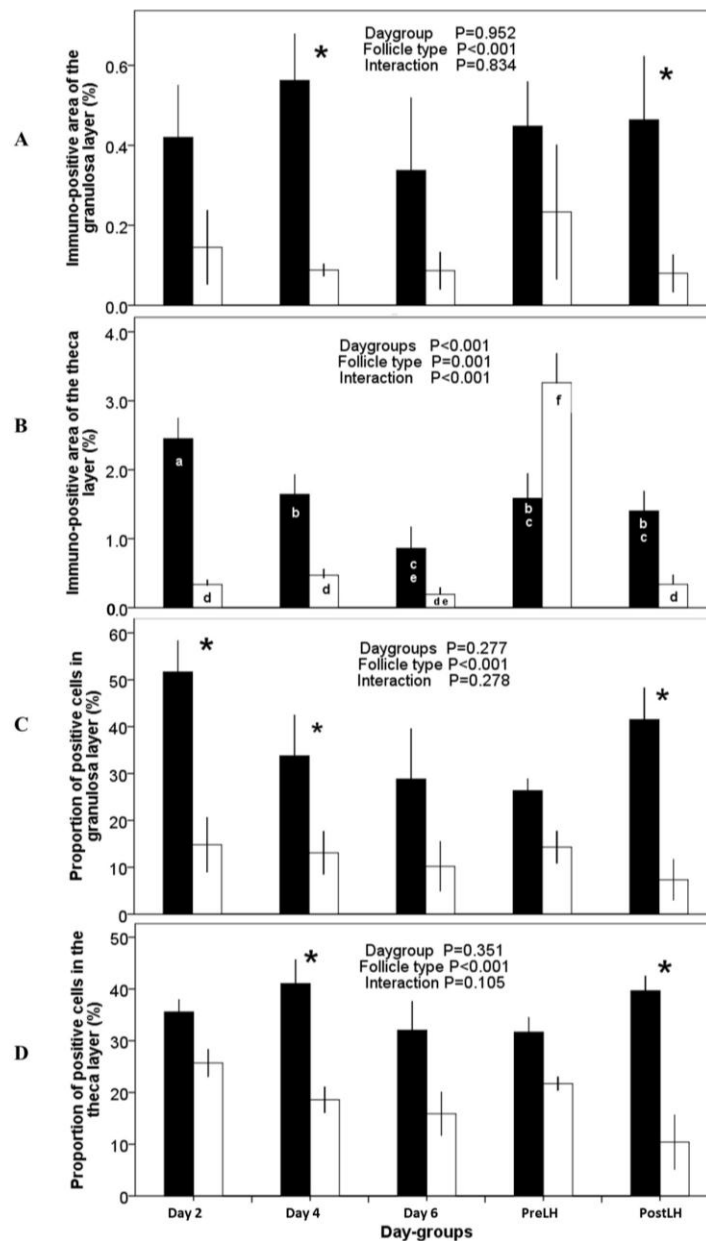 A
Immuno-positive area of the
granulosa layer (%)
0.6
0.4
0.2
0.0
Daygroup P=0.952
Follicle type P<0.001
Interaction P=0.834
*
*
B
Immuno-positive area of the theca
layer (%)
4.0
3.0
2.0
1.0
0.0
Daygroups P<0.001
Follicle type P=0.001
Interaction P<0.001
a
d
b
d
c
e
de
b
c
f
b
c
d
C
Proportion of positive cells in
granulosa layer (%)
60
50
40
30
20
10
0
Daygroups P=0.277
Follicle type P<0.001
Interaction P=0.278
*
*
*
D
Proportion of positive cells in the
theca layer (%)
50
40
30
20
10
0
Daygroup P=0.351
Follicle type P<0.001
Interaction P=0.105
*
*
Day 2 Day 4 Day 6 PreLH PostLH
Day-groups